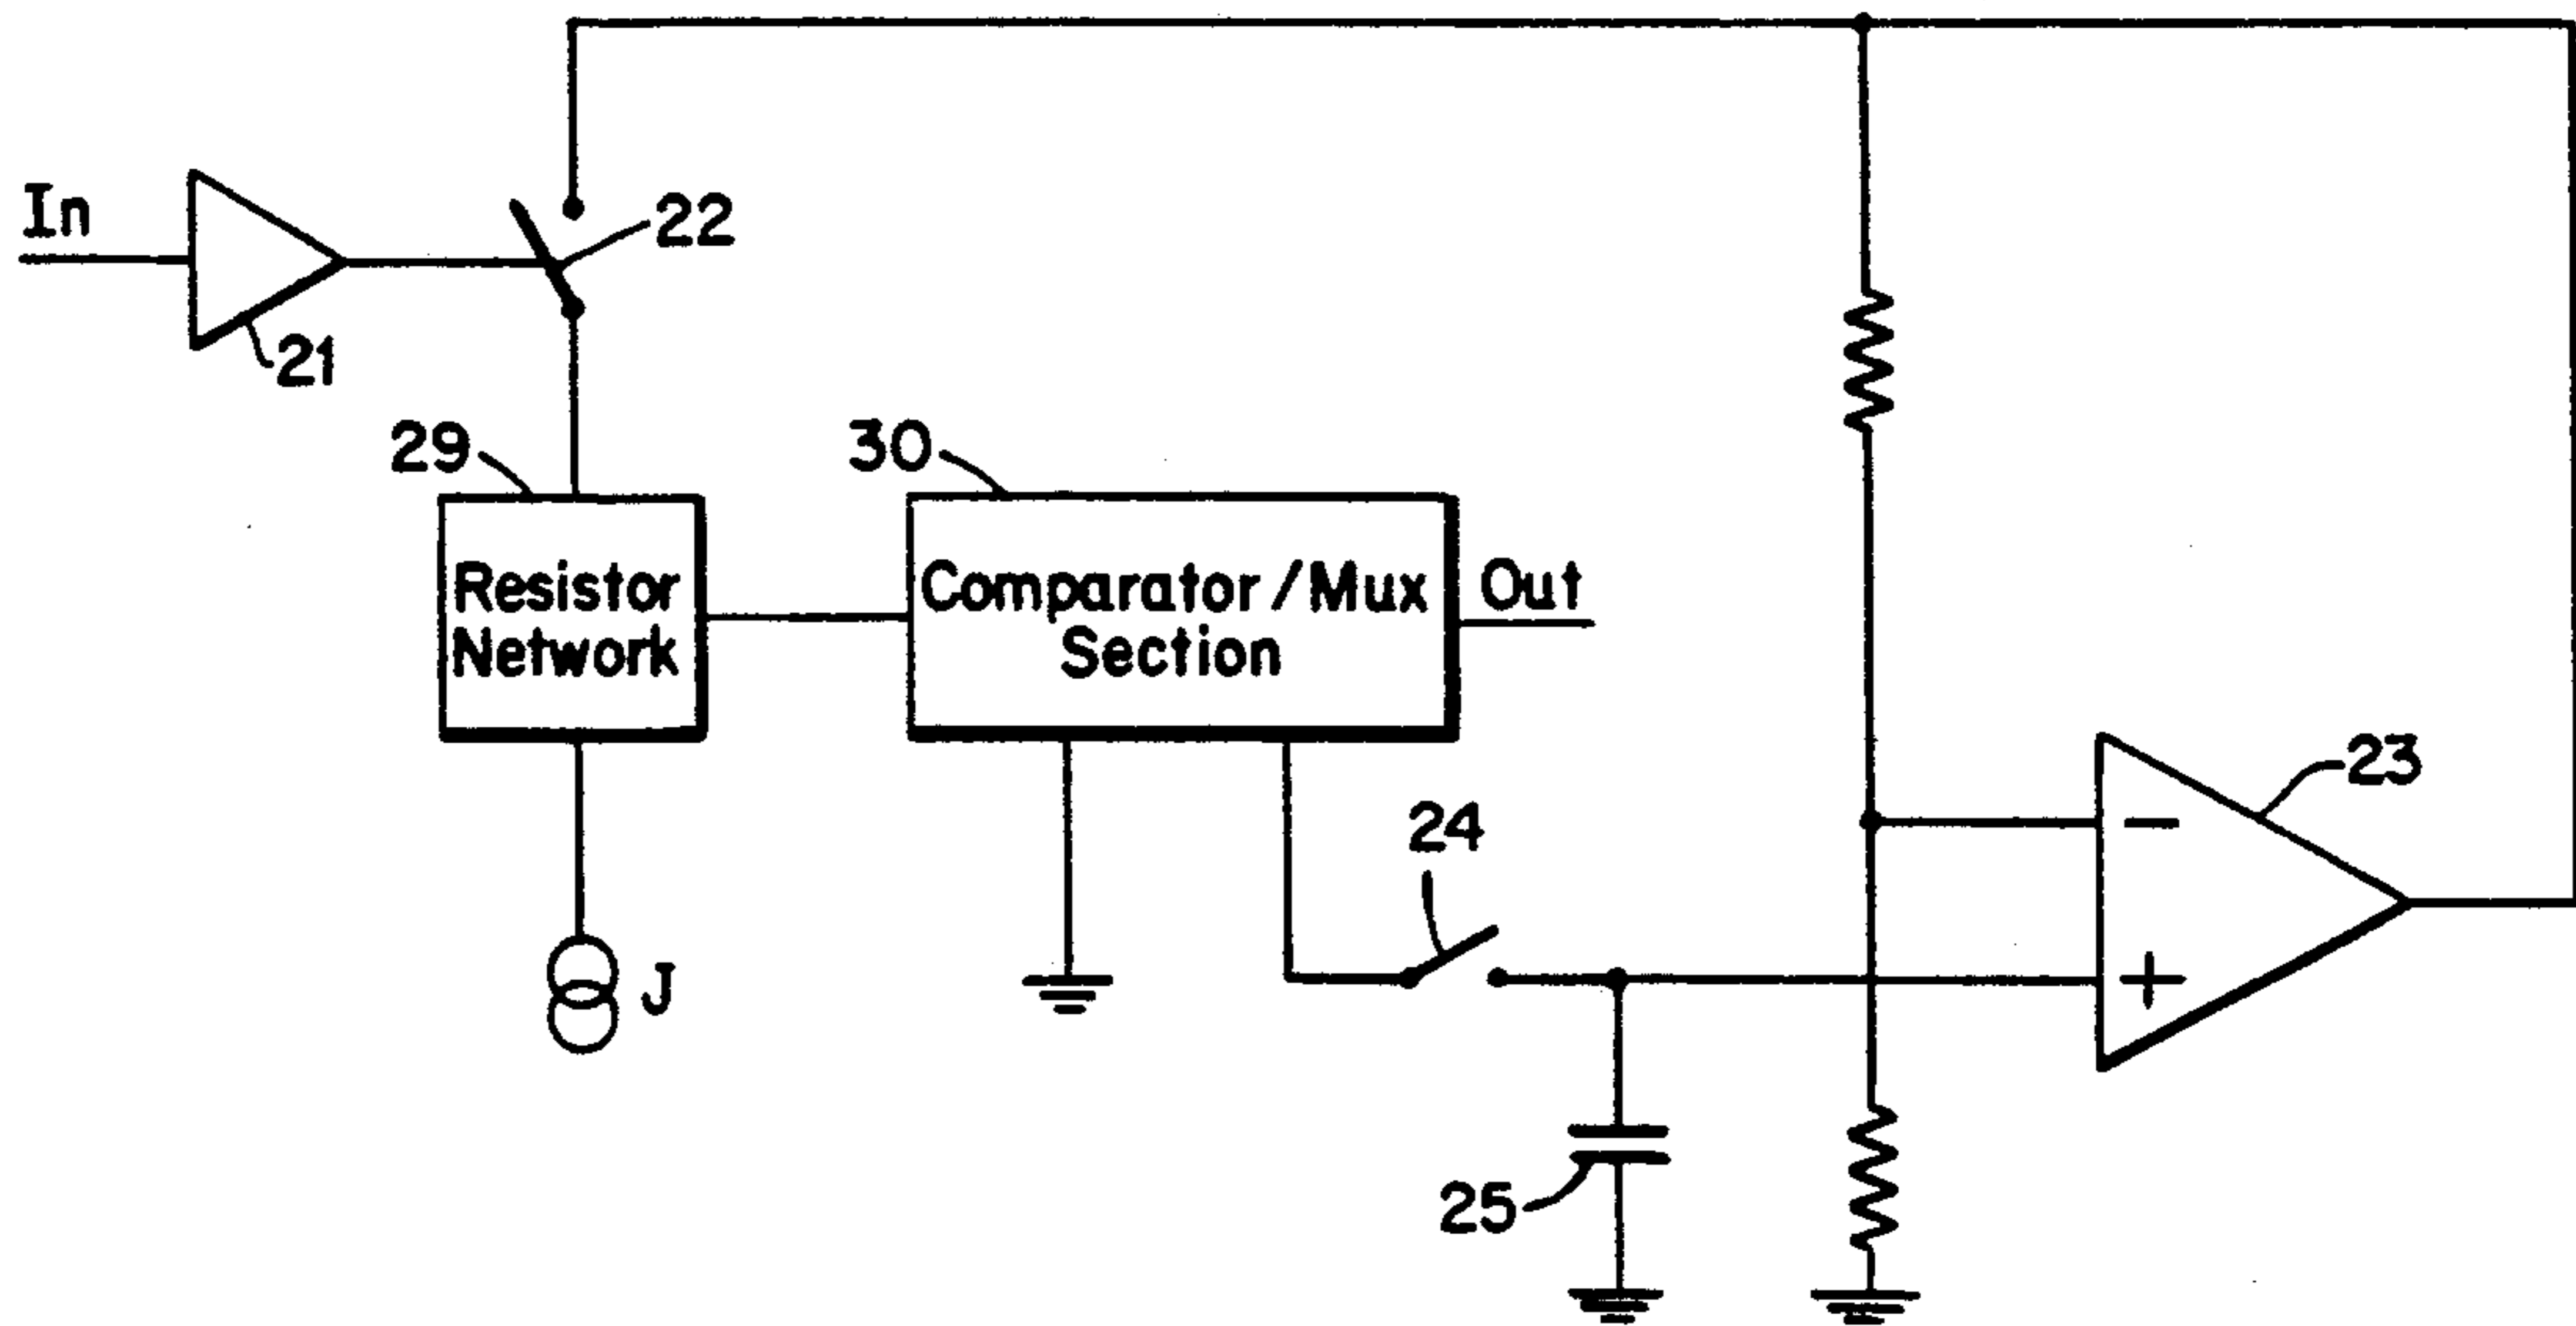 In
22
21
29
30
Resistor
Network
Comparator/Mux
Section
Out
J
24
23
−
+
25